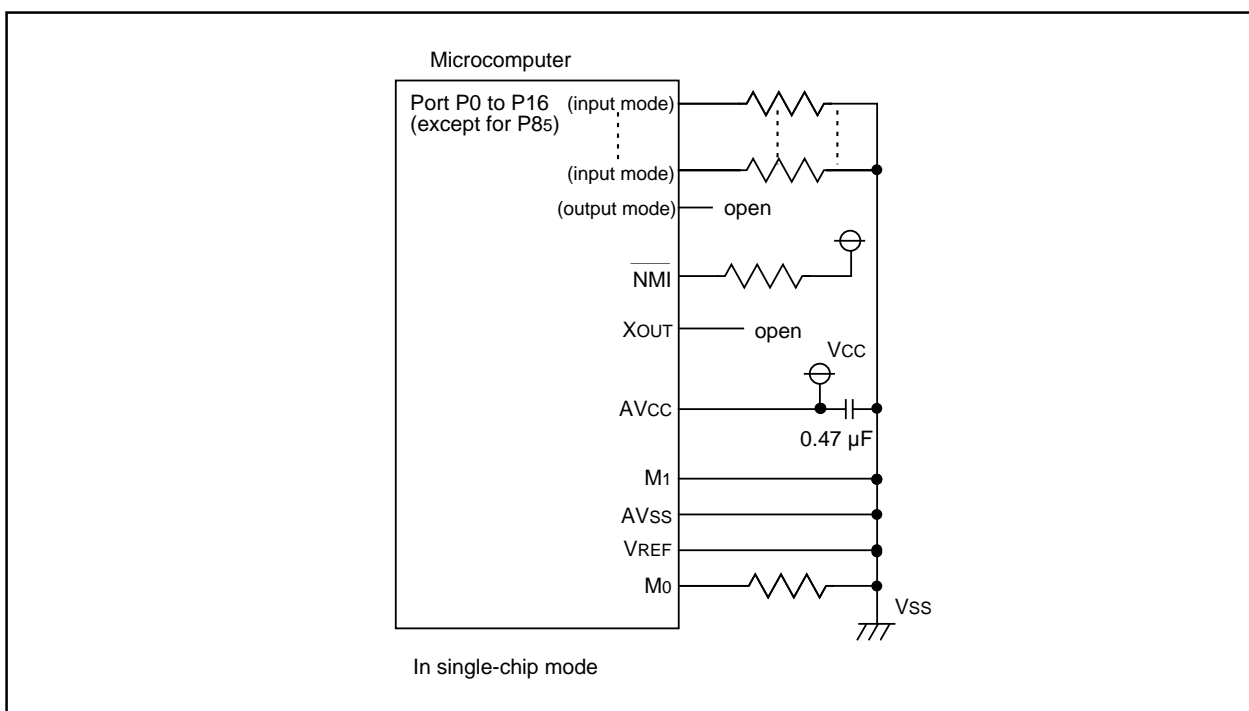 Microcomputer
Port P0 to P16 (input mode)
(except for P85)
(input mode)
(output mode) open
NMI
XOUT open
VCC
AVCC
0.47 µF
M1
AVSS
VREF
M0
VSS
In single-chip mode